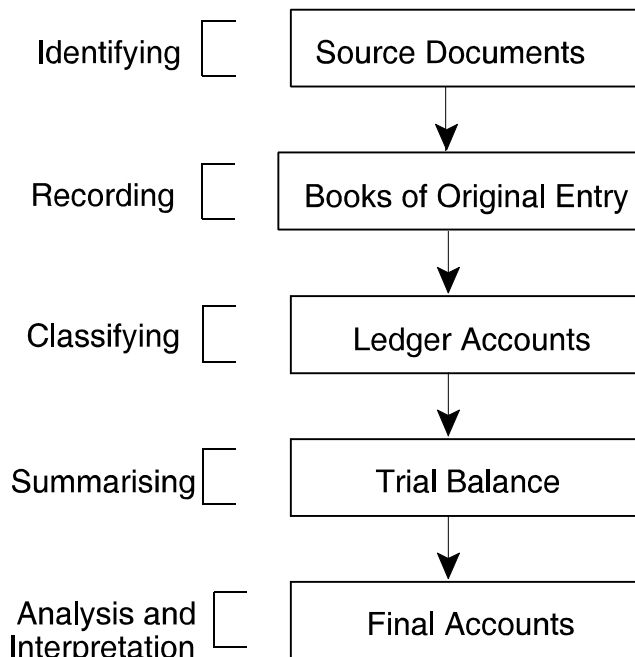 Identifying Source Documents
Recording Books of Original Entry
Classifying Ledger Accounts
Summarising Trial Balance
Analysis and
Interpretation
Final Accounts